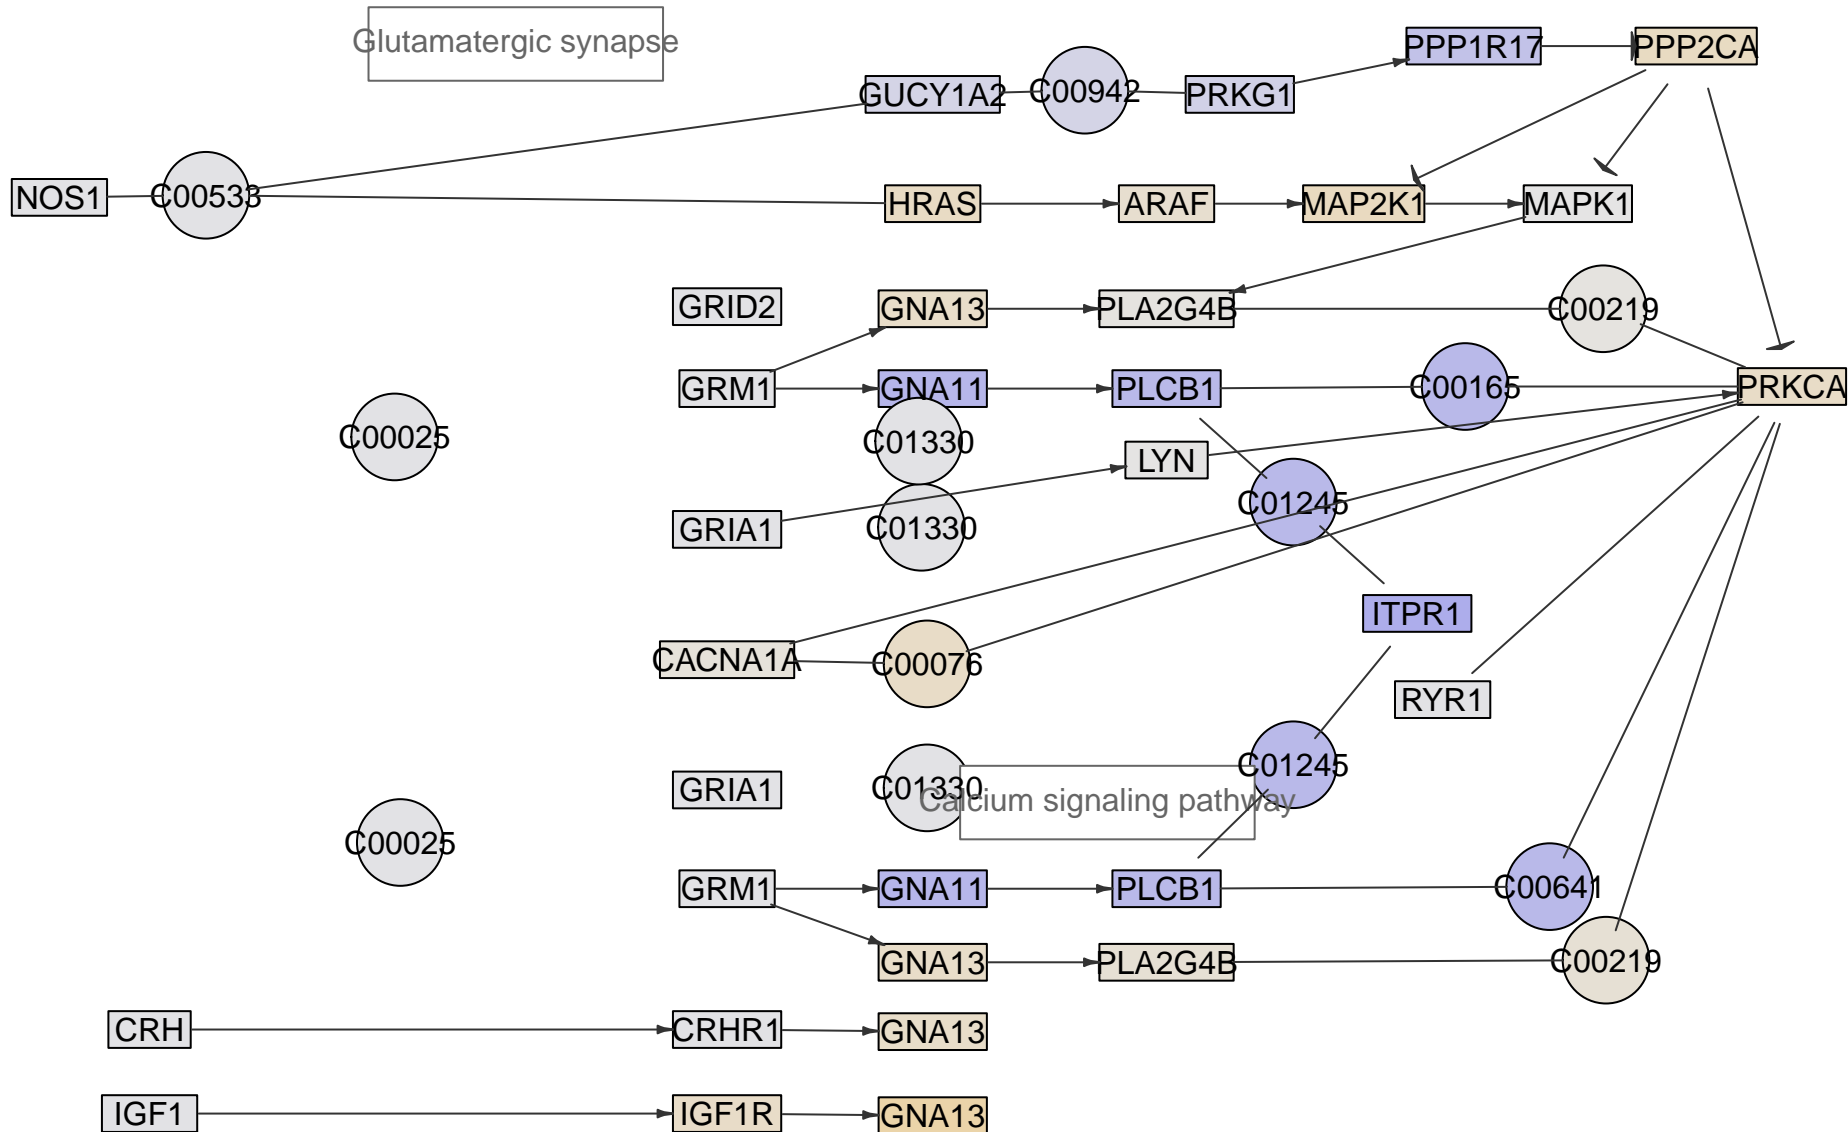 Glutamatergic synapse
PPP1R17
PPP2CA
GUCY1A2
C00942
PRKG1
NOS1
C00533
HRAS
ARAF
MAP2K1
MAPK1
GRID2
GNA13
PLA2G4B
C00219
GRM1
GNA11
PLCB1
C00165
PRKCA
C00025
C01330
LYN
GRIA1
C01330
C01245
ITPR1
CACNA1A
C00076
RYR1
C01245
GRIA1
C01330
Calcium signaling pathway
C00025
GRM1
GNA11
PLCB1
C00641
GNA13
PLA2G4B
C00219
CRH
CRHR1
GNA13
IGF1
IGF1R
GNA13